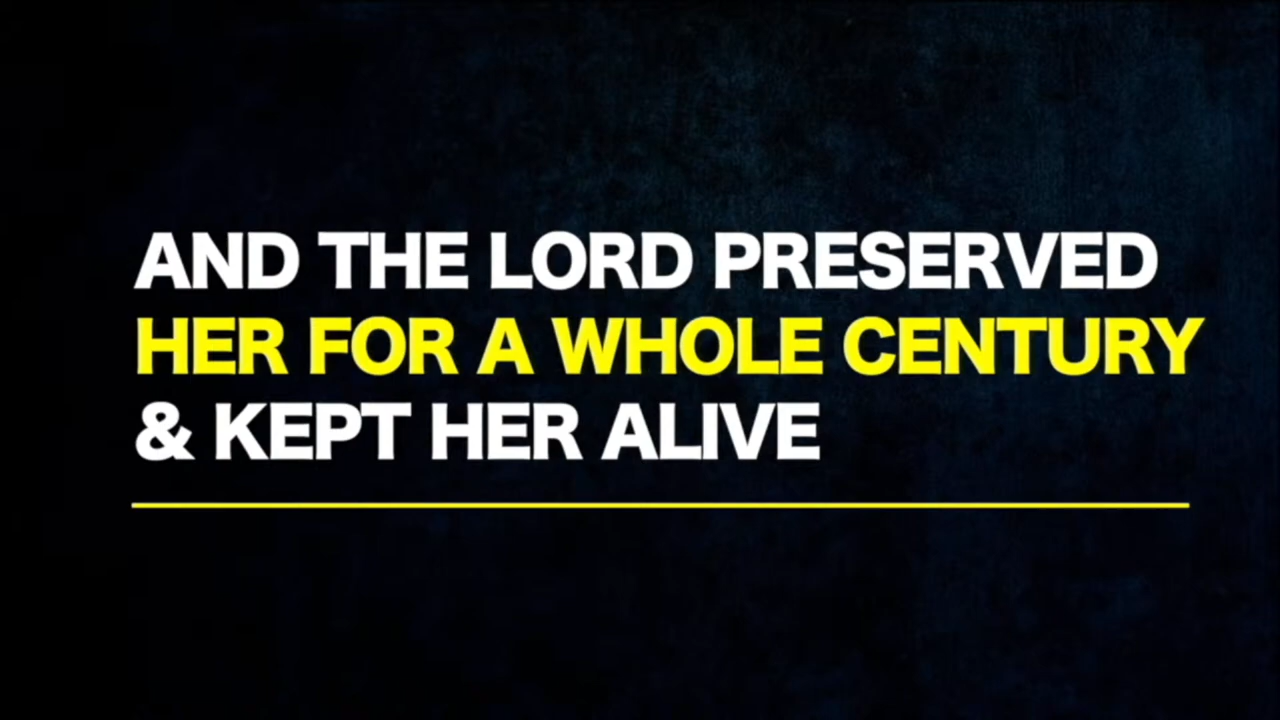 AND THE LORD PRESERVED
HER FOR A WHOLE CENTURY
& KEPT HER ALIVE